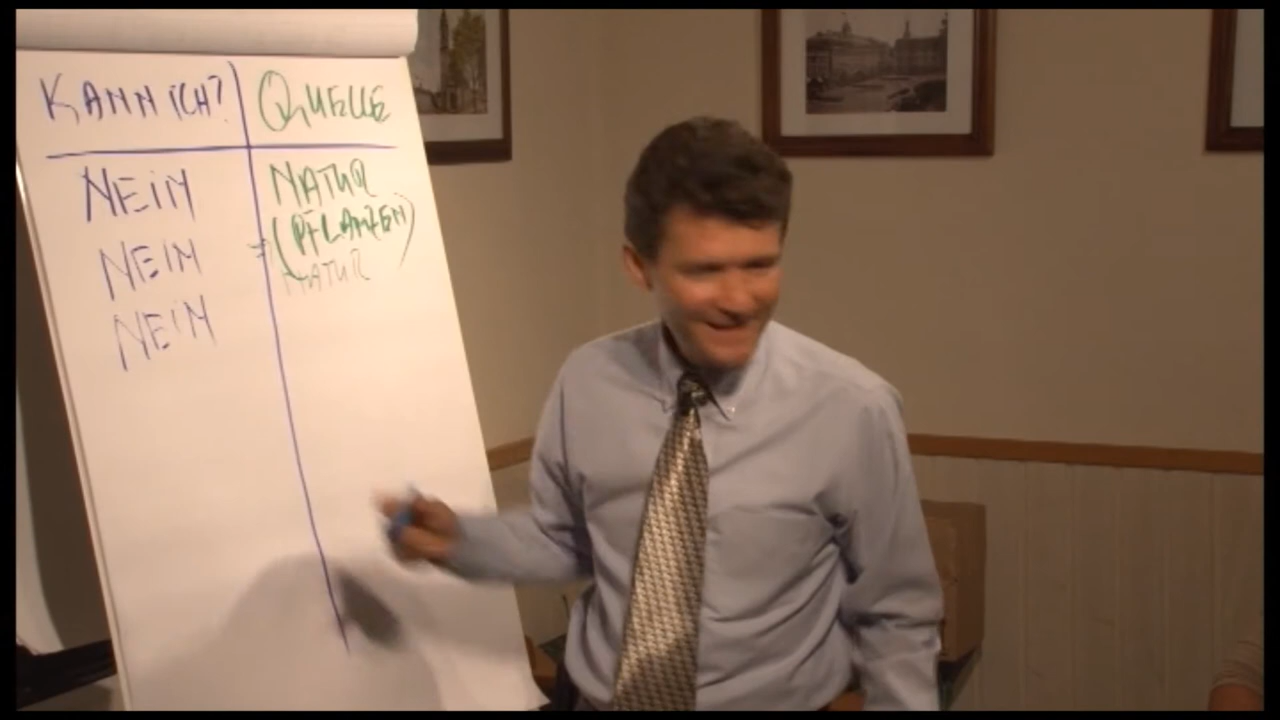 KANN ICH? QUELLE
NEIN NATUR
NEIN = (PFLANZEN)
NATUR
NEIN